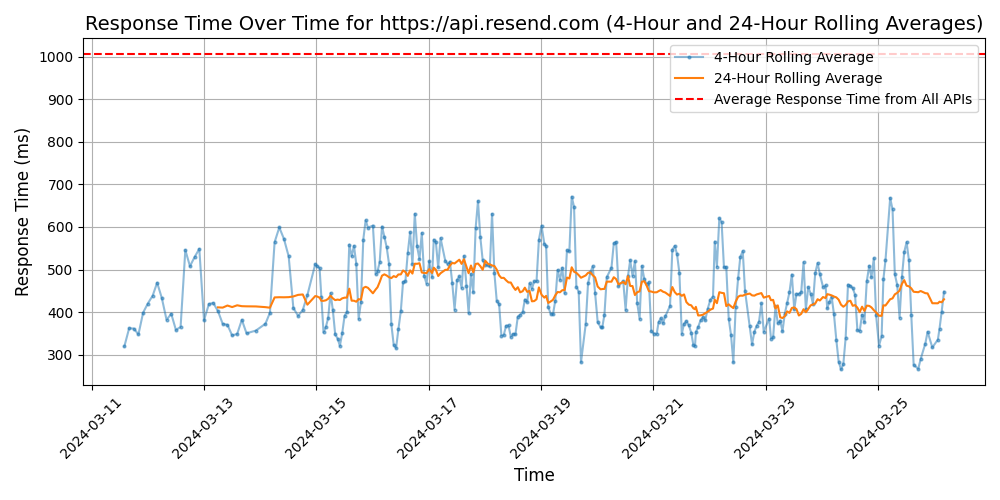 Response Time Over Time for https://api.resend.com (4-Hour and 24-Hour Rolling Averages)
4-Hour Rolling Average
24-Hour Rolling Average
Average Response Time from All APIs
Response Time (ms)
1000
900
800
700
600
500
400
300
2024-03-11
2024-03-13
2024-03-15
2024-03-17
2024-03-19
2024-03-21
2024-03-23
2024-03-25
Time